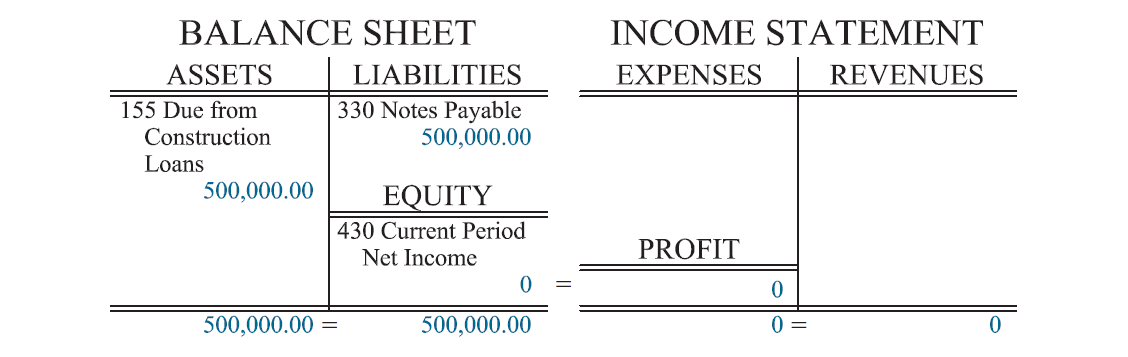 BALANCE SHEET INCOME STATEMENT
ASSETS LIABILITIES EXPENSES REVENUES
155 Due from 330 Notes Payable
Construction 500,000.00
Loans
500,000.00 EQUITY
430 Current Period
Net Income PROFIT
0 = 0
500,000.00 = 500,000.00 0 = 0